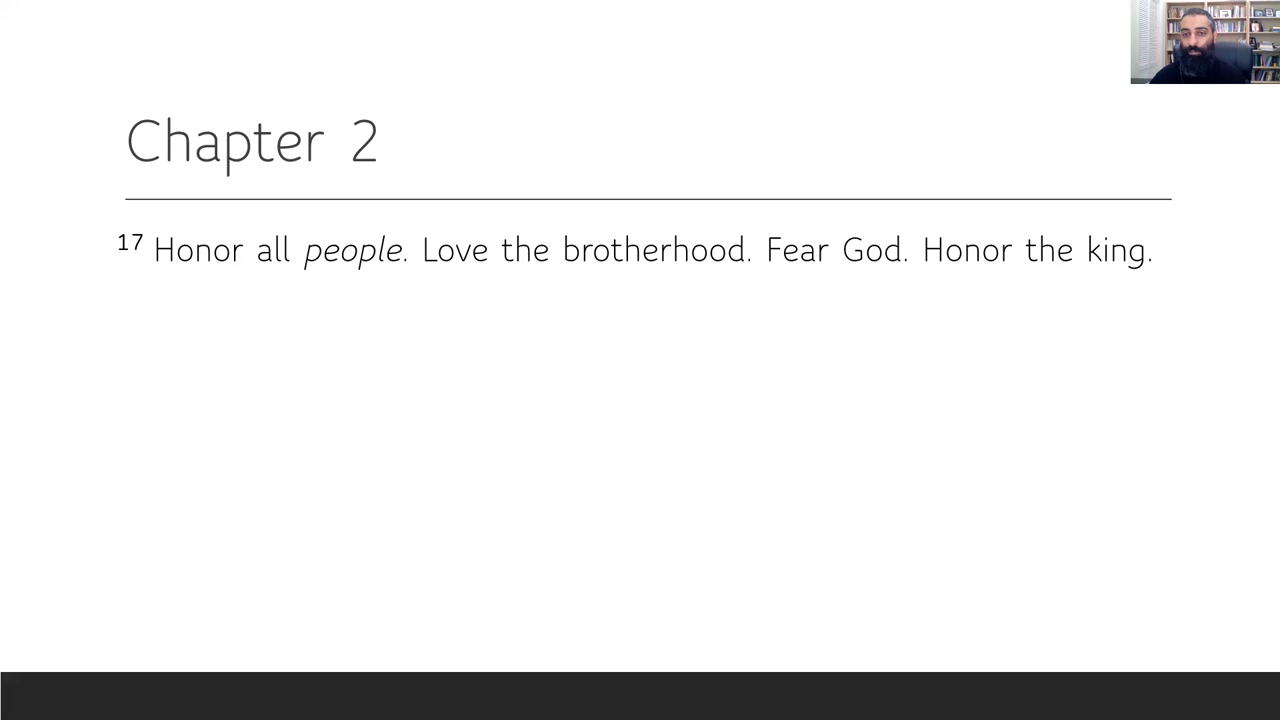 Chapter 2
17 Honor all people. Love the brotherhood. Fear God. Honor the king.